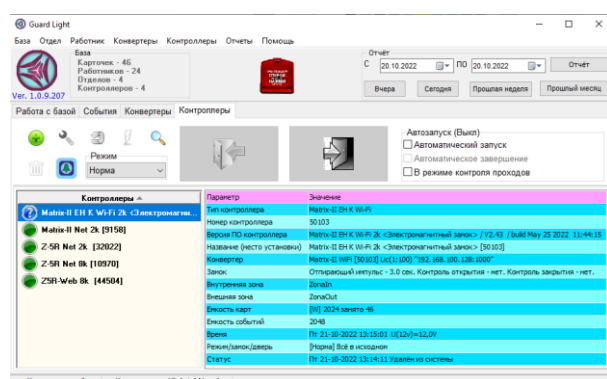 Guard Light
База Отдел Работник Конвертеры Контроллеры Отчеты Помощь
База
Карточек - 46
Работников - 24
Отделов - 4
Контроллеров - 4
Ver. 1.0.9.207
Отчёт
С 20.10.2022 ПО 20.10.2022 Отчёт
Вчера Сегодня Прошлая неделя Прошлый месяц
Работа с базой События Конвертеры Контроллеры
Режим
Норма
Автозапуск (Выкл)
Автоматический запуск
Автоматическое завершение
В режиме контроля проходов
Контроллеры
Matrix-II EH K Wi-Fi 2k <Электромагни...
Matrix-II Net 2k [9158]
Z-5R Net 2k [32022]
Z-5R Net 8k [10970]
Z5R-Web 8k [44504]
Параметр Значение
Тип контроллера Matrix-II EH K Wi-Fi
Номер контроллера 50103
Версия ПО контроллера Matrix-II EH K Wi-Fi 2k <Электромагнитный замок> / V2.43 / build May 25 2022 11:44:15
Название (место установки) Matrix-II EH K Wi-Fi 2k <Электромагнитный замок> [50103]
Конвертер Matrix-II WiFi [50103] Lic(1:100) "192.168.100.128:1000"
Замок Отпирающий импульс - 3.0 сек. Контроль открытия - нет. Контроль закрытия - нет.
Внутренняя зона ZonaIn
Внешняя зона ZonaOut
Емкость карт [W] 2024 занято 46
Емкость событий 2048
Время Пт 21-10-2022 13:15:01 U(12v)=12,0V
Режим/замок/дверь [Норма] Всё в исходном
Статус Пт 21-10-2022 13:14:11 Удалён из системы